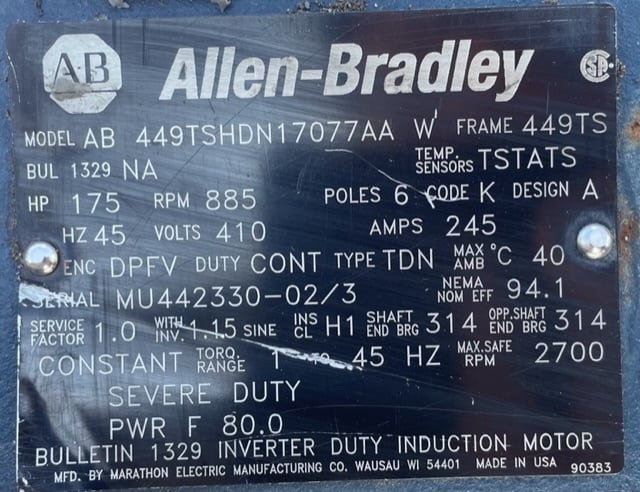 A-B Allen-Bradley SA
MODEL AB 449TSHDN17077AA W FRAME 449TS
BUL 1329 NA TEMP. SENSORS TSTATS
HP 175 RPM 885 POLES 6 CODE K DESIGN A
HZ 45 VOLTS 410 AMPS 245
ENC DPFV DUTY CONT TYPE TDN MAX AMB °C 40
SERIAL MU442330-02/3 NEMA NOM EFF 94.1
SERVICE FACTOR 1.0 WITH INV. 1.15 SINE INS CL H1 SHAFT END BRG 314 OPP.SHAFT END BRG 314
CONSTANT TORQ. RANGE 1 TO 45 HZ MAX.SAFE RPM 2700
SEVERE DUTY
PWR F 80.0
BULLETIN 1329 INVERTER DUTY INDUCTION MOTOR
MFD. BY MARATHON ELECTRIC MANUFACTURING CO. WAUSAU WI 54401 MADE IN USA 90383